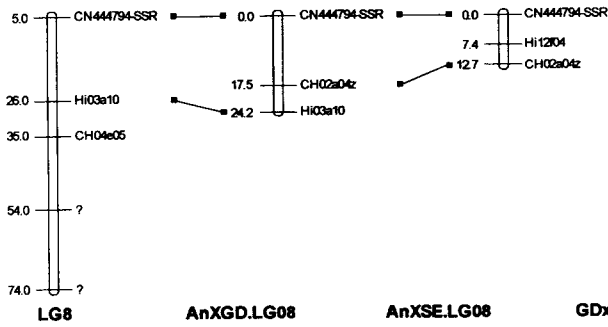 5.0 CN444794-SSR 0.0 CN444794-SSR 0.0 CN444794-SSR
7.4 Hi12f04
12.7 CH02a04z
17.5 CH02a04z
26.0 Hi03a10 24.2 Hi03a10
35.0 CH04e05
54.0 ?
74.0 ?
LG8 AnXGD.LG08 AnXSE.LG08 GDx